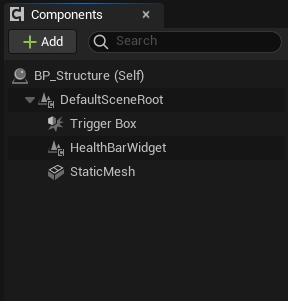 Components
Add
Search
BP_Structure (Self)
DefaultSceneRoot
Trigger Box
HealthBarWidget
StaticMesh